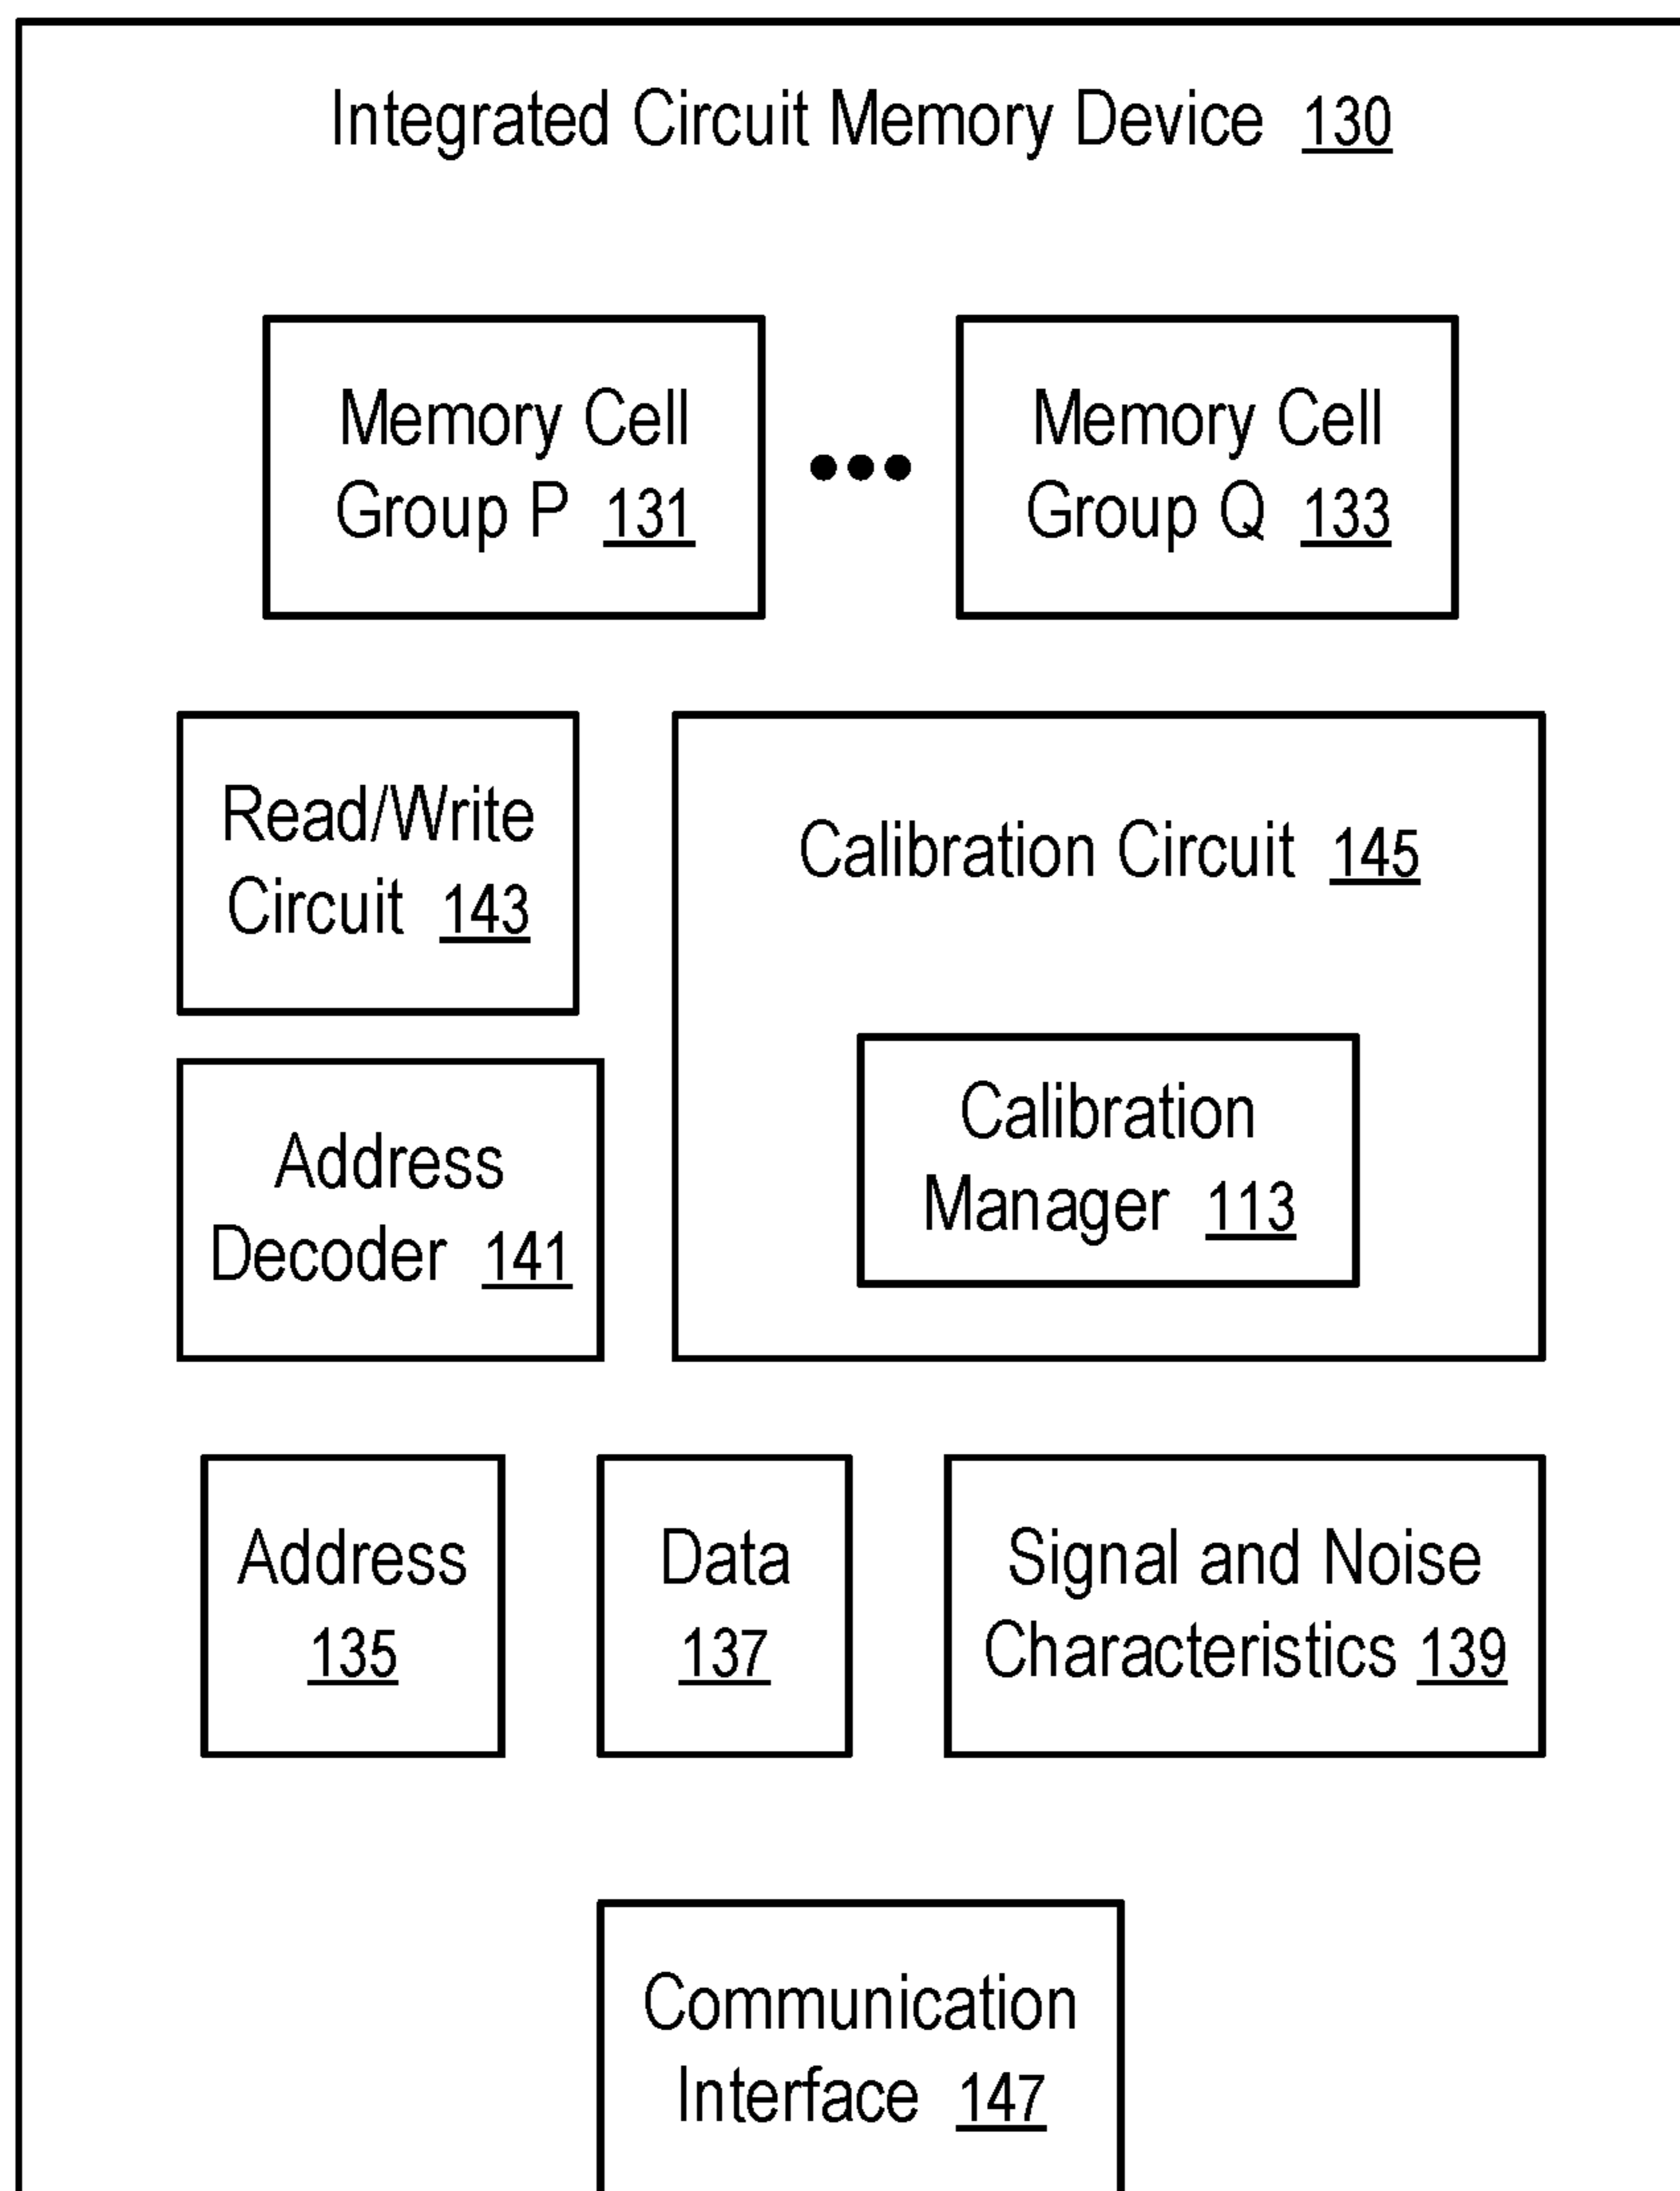 Integrated Circuit Memory Device 130
Memory Cell
Group P 131
Memory Cell
Group Q 133
Read/Write
Circuit 143
Calibration Circuit 145
Calibration
Manager 113
Address
Decoder 141
Address
135
Data
137
Signal and Noise
Characteristics 139
Communication
Interface 147